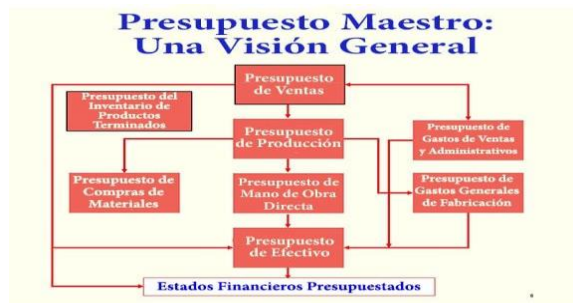 Presupuesto Maestro:
Una Visión General
Presupuesto
de Ventas
Presupuesto del
Inventario de
Productos
Terminados
Presupuesto
de Producción
Presupuesto de
Gastos de Ventas
y Administrativos
Presupuesto de
Compras de
Materiales
Presupuesto de
Mano de Obra
Directa
Presupuesto de
Gastos Generales
de Fabricación
Presupuesto
de Efectivo
Estados Financieros Presupuestados